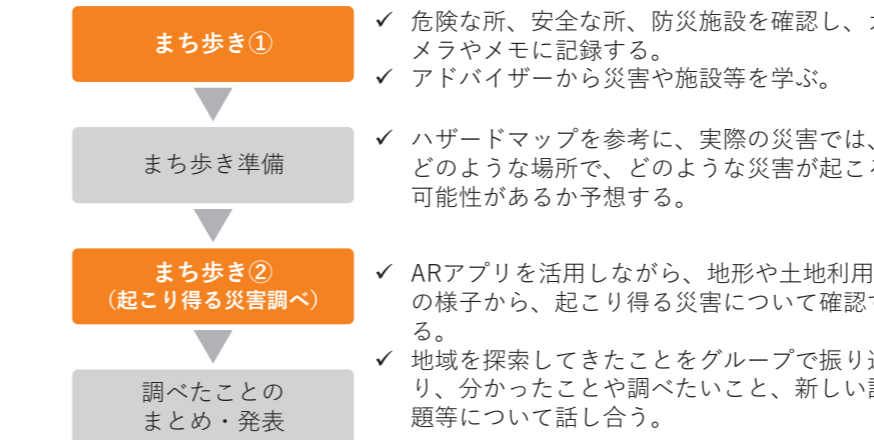 まち歩き①
✓ 危険な所、安全な所、防災施設を確認し、
メラやメモに記録する。
✓ アドバイザーから災害や施設等を学ぶ。
まち歩き準備
✓ ハザードマップを参考に、実際の災害では、
どのような場所で、どのような災害が起こ
可能性があるか予想する。
まち歩き②
(起こり得る災害調べ)
✓ ARアプリを活用しながら、地形や土地利用
の様子から、起こり得る災害について確認
る。
調べたことの
まとめ・発表
✓ 地域を探索してきたことをグループで振り
り、分かったことや調べたいこと、新しい
題等について話し合う。